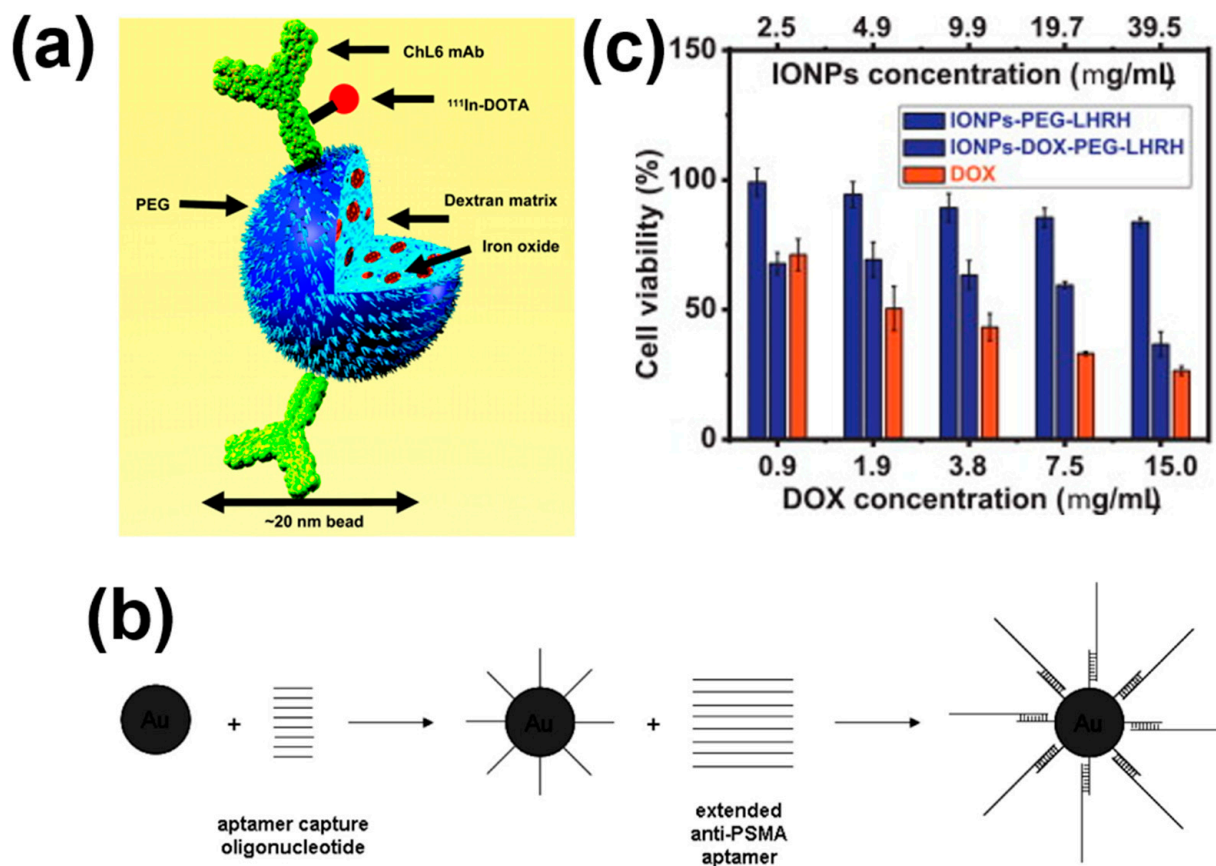 (a)
ChL6 mAb
111In-DOTA
PEG
Dextran matrix
Iron oxide
~20 nm bead
(c)
2.5 4.9 9.9 19.7 39.5
IONPs concentration (mg/mL)
150
100
50
0
Cell viability (%)
IONPs-PEG-LHRH
IONPs-DOX-PEG-LHRH
DOX
0.9 1.9 3.8 7.5 15.0
DOX concentration (mg/mL)
(b)
Au + Au + Au
aptamer capture
oligonucleotide
extended
anti-PSMA
aptamer